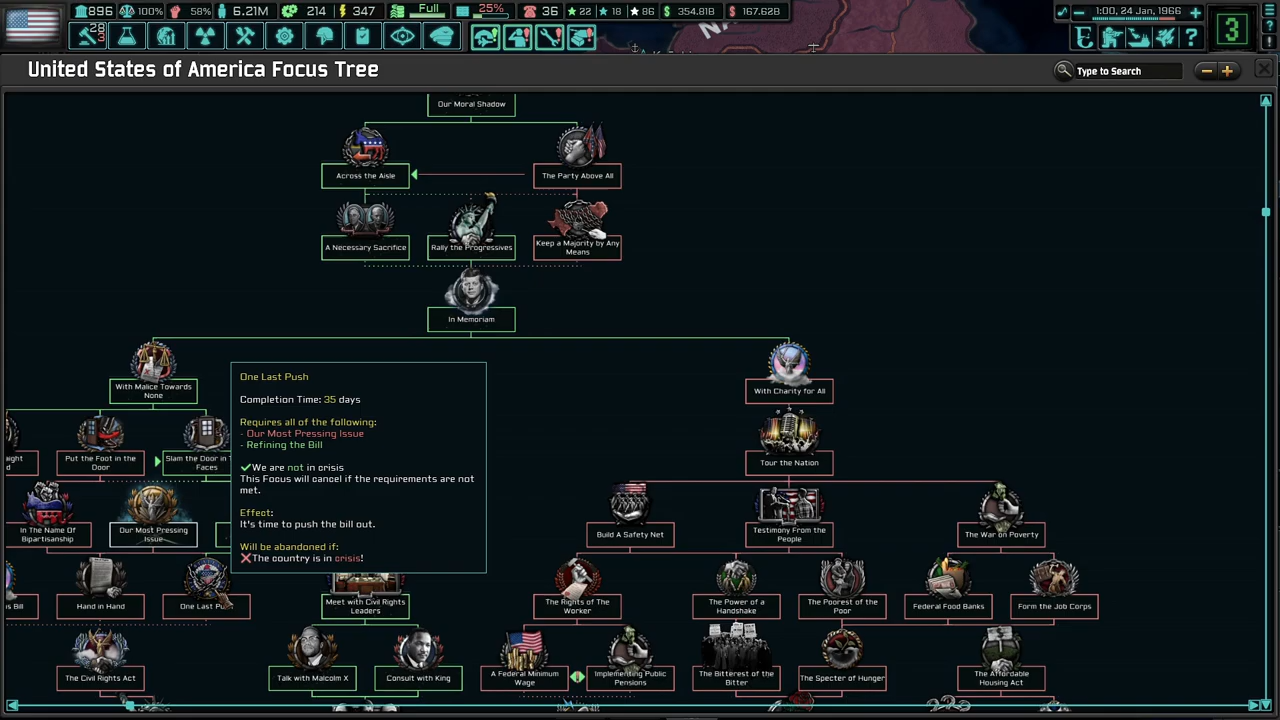 896 100% 58% 6.21M 214 347 Full 25% 36 22 18 86 $ 354.81B $ 167.62B 1:00, 24 Jan, 1966
3
United States of America Focus Tree
Type to Search
Our Moral Shadow
Across the Aisle
The Party Above All
A Necessary Sacrifice
Rally the Progressives
Keep a Majority by Any
Means
In Memoriam
With Malice Towards
None
With Charity for All
One Last Push
Completion Time: 35 days
Requires all of the following:
- Our Most Pressing Issue
- Refining the Bill
We are not in crisis
This Focus will cancel if the requirements are not
met.
Effect:
It's time to push the bill out.
Will be abandoned if:
The country is in crisis!
Put the Foot in the
Door
Slam the Door in T
Faces
Tour the Nation
In The Name Of
Bipartisanship
Our Most Pressing
Issue
Build A Safety Net
Testimony From the
People
The War on Poverty
Hand in Hand
One Last Pu
Meet with Civil Rights
Leaders
The Rights of The
Worker
The Power of a
Handshake
The Poorest of the
Poor
Federal Food Banks
Form the Job Corps
The Civil Rights Act
Talk with Malcolm X
Consult with King
A Federal Minimum
Wage
Implementing Public
Pensions
The Bitterest of the
Bitter
The Specter of Hunger
The Affordable
Housing Act